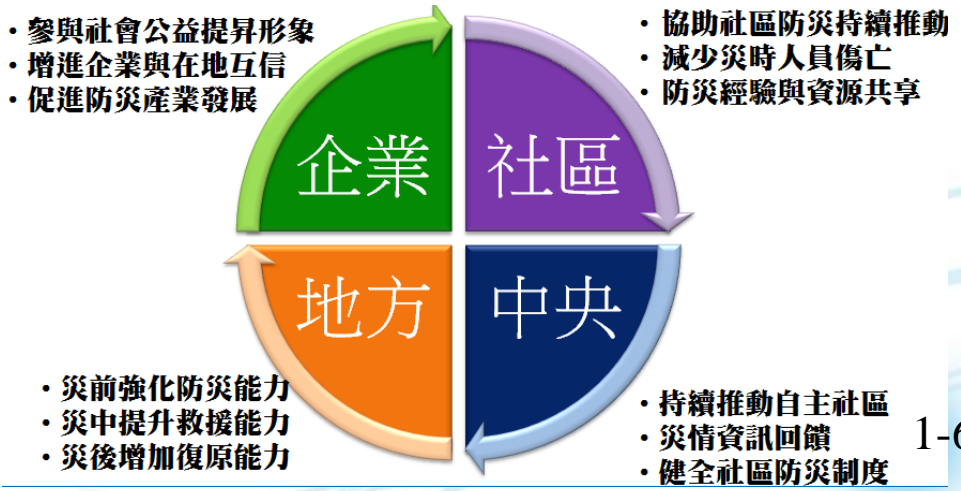 ・參與社會公益提昇形象
・增進企業與在地互信
・促進防災產業發展
・協助社區防災持續推動
・減少災時人員傷亡
・防災經驗與資源共享
企業
社區
地方
中央
・災前強化防災能力
・災中提升救援能力
・災後增加復原能力
・持續推動自主社區
・災情資訊回饋
・健全社區防災制度
1-6